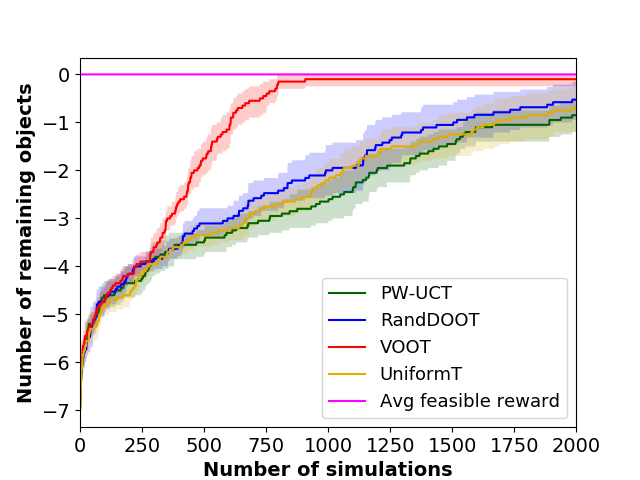 0
−1
−2
−3
−4
−5
−6
−7
Number of remaining objects
PW-UCT
RandDOOT
VOOT
UniformT
Avg feasible reward
0 250 500 750 1000 1250 1500 1750 2000
Number of simulations